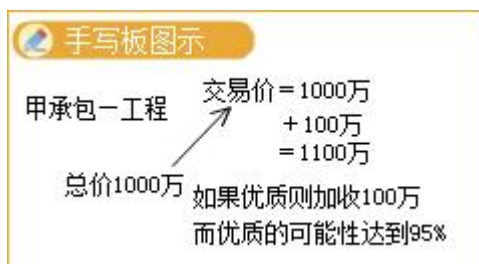 手写板图示
甲承包一工程
交易价=1000万
+100万
=1100万
总价1000万
如果优质则加收100万
而优质的可能性达到95%